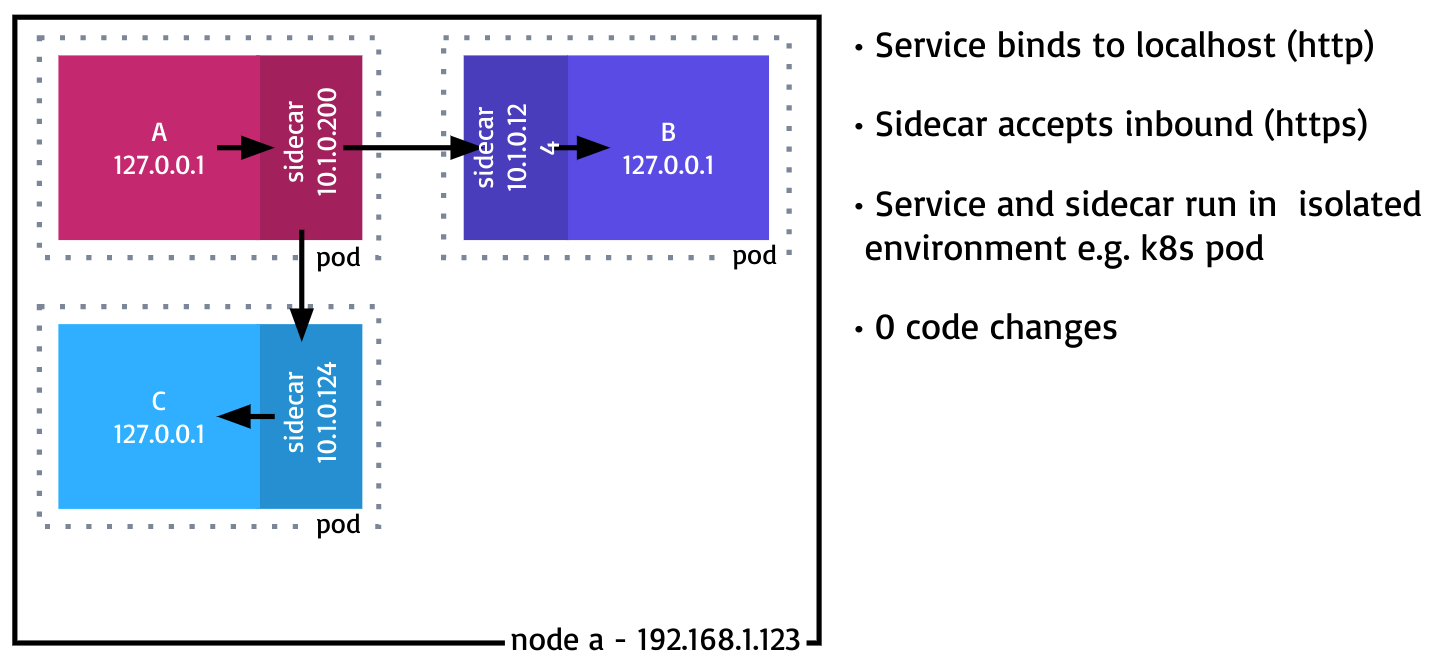 A
127.0.0.1
sidecar
10.1.0.200
pod
sidecar
10.1.0.12
4
B
127.0.0.1
pod
C
127.0.0.1
sidecar
10.1.0.124
pod
node a - 192.168.1.123
· Service binds to localhost (http)
· Sidecar accepts inbound (https)
· Service and sidecar run in  isolated
environment e.g. k8s pod
· 0 code changes